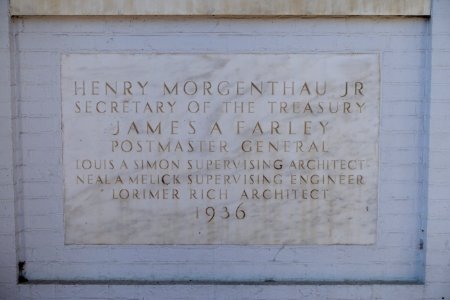 HENRY MORGENTHAU JR
SECRETARY OF THE TREASURY
JAMES A FARLEY
POSTMASTER GENERAL
LOUIS A SIMON SUPERVISING ARCHITECT
NEAL A MELICK SUPERVISING ENGINEER
LORIMER RICH ARCHITECT
1936